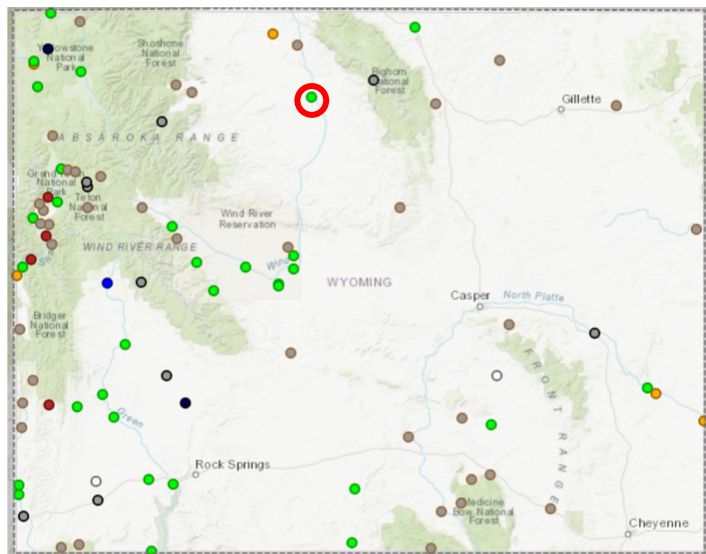 Yellowstone
National
Park
Shoshone
National
Forest
Bighorn
National
Forest
Gillette
ABSAROKA RANGE
Grand Teton
National
Park
Teton
National
Forest
Wind River
Reservation
WIND RIVER RANGE
Wind
WYOMING
Casper
North Platte
Bridger
National
Forest
FRONT RANGE
Green
Rock Springs
Medicine
Bow National
Forest
Cheyenne